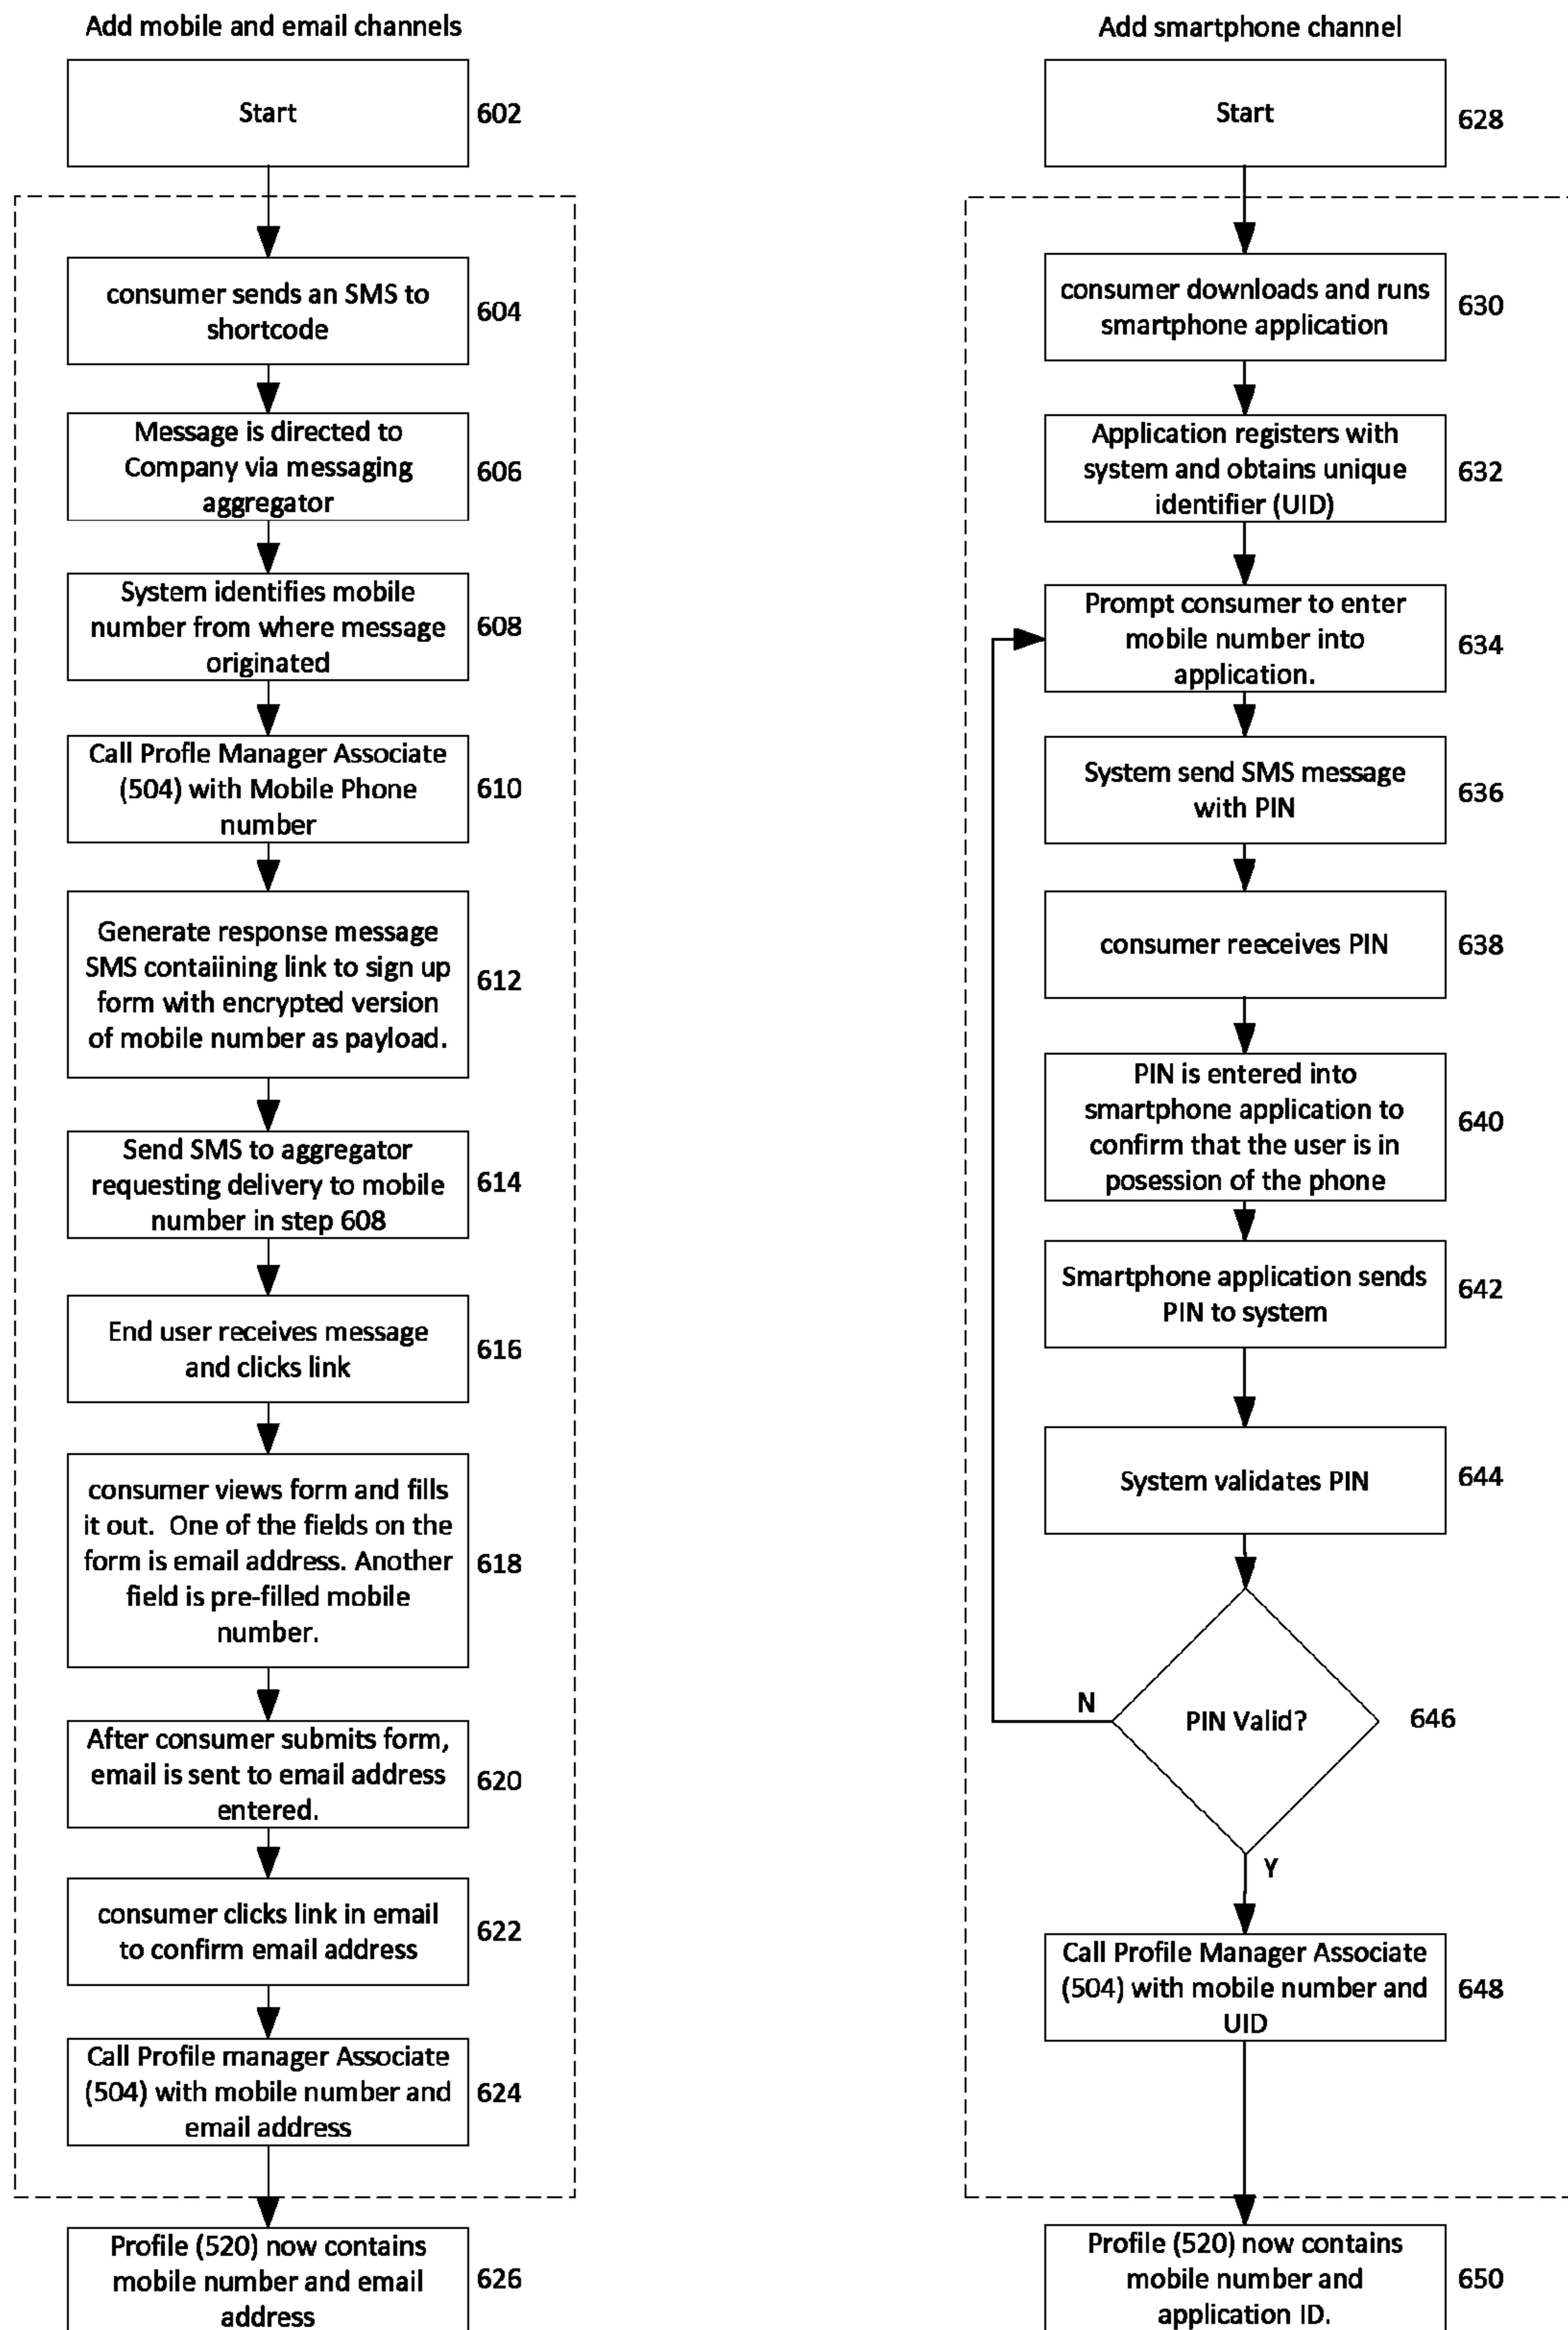 Add mobile and email channels
Start
602
consumer sends an SMS to
shortcode
604
Message is directed to
Company via messaging
aggregator
606
System identifies mobile
number from where message
originated
608
Call Profle Manager Associate
(504) with Mobile Phone
number
610
Generate response message
SMS contaiining link to sign up
form with encrypted version
of mobile number as payload.
612
Send SMS to aggregator
requesting delivery to mobile
number in step 608
614
End user receives message
and clicks link
616
consumer views form and fills
it out.  One of the fields on the
form is email address. Another
field is pre-filled mobile
number.
618
After consumer submits form,
email is sent to email address
entered.
620
consumer clicks link in email
to confirm email address
622
Call Profile manager Associate
(504) with mobile number and
email address
624
Profile (520) now contains
mobile number and email
address
626
Add smartphone channel
Start
628
consumer downloads and runs
smartphone application
630
Application registers with
system and obtains unique
identifier (UID)
632
Prompt consumer to enter
mobile number into
application.
634
System send SMS message
with PIN
636
consumer reeceives PIN
638
PIN is entered into
smartphone application to
confirm that the user is in
posession of the phone
640
Smartphone application sends
PIN to system
642
System validates PIN
644
N
PIN Valid?
646
Y
Call Profile Manager Associate
(504) with mobile number and
UID
648
Profile (520) now contains
mobile number and
application ID.
650